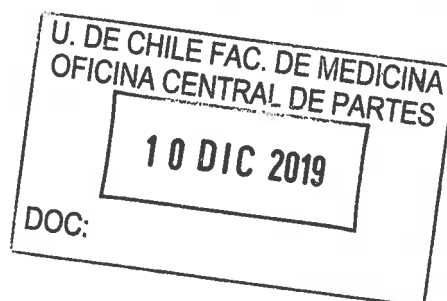 U. DE CHILE FAC. DE MEDICINA
OFICINA CENTRAL DE PARTES
10 DIC 2019
DOC: